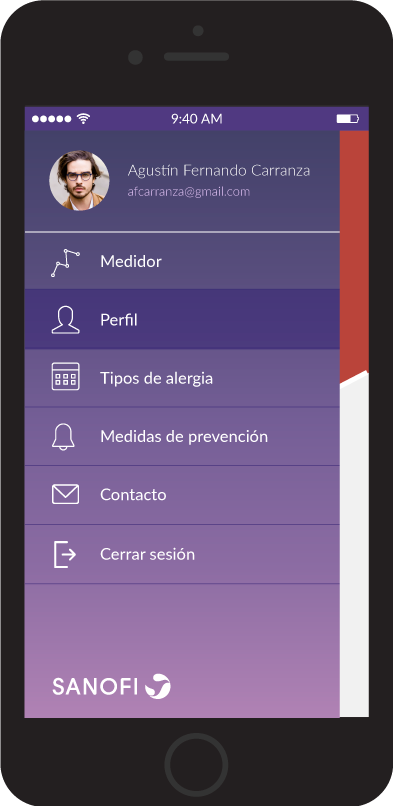 9:40 AM
Agustín Fernando Carranza
afcarranza@gmail.com
Medidor
Perfil
Tipos de alergia
Medidas de prevención
Contacto
Cerrar sesión
SANOFI